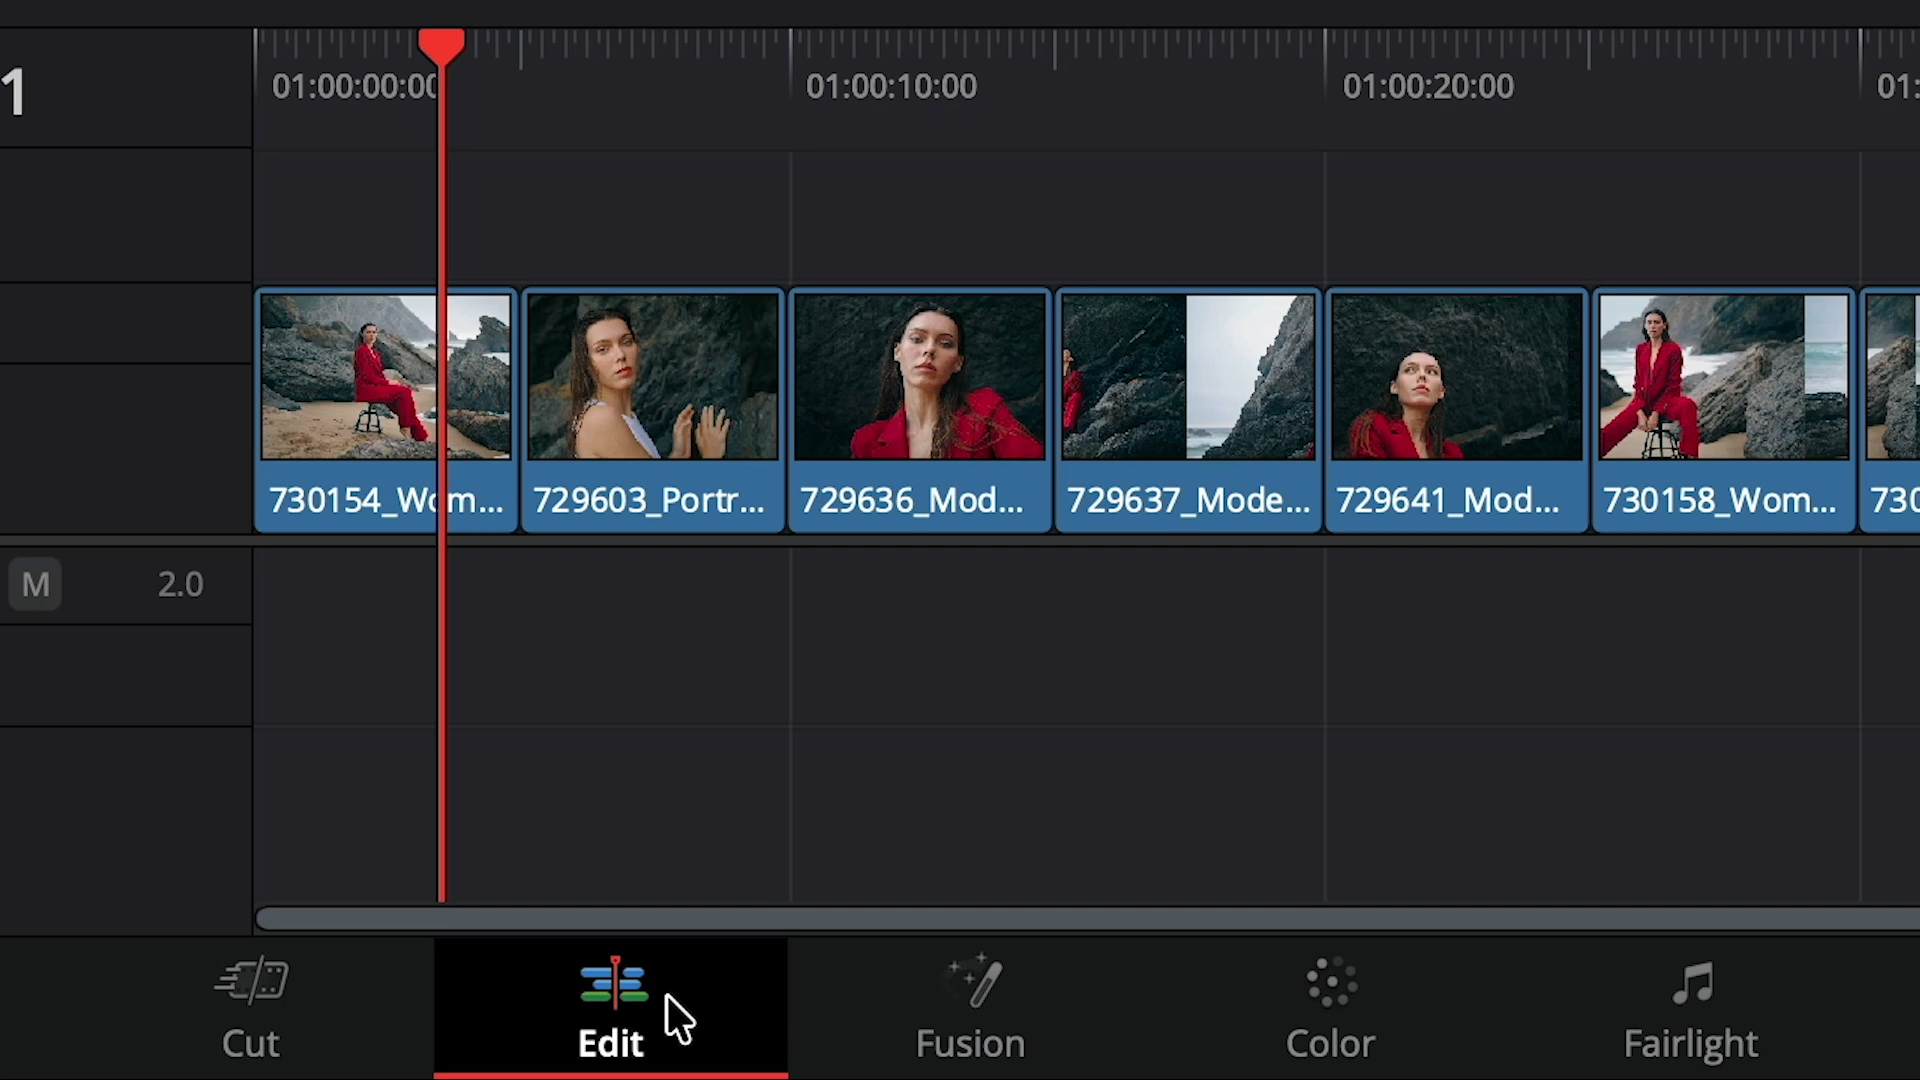 1
01:00:00:00
01:00:10:00
01:00:20:00
01:
730154_Wom...
729603_Portr...
729636_Mod...
729637_Mode...
729641_Mod...
730158_Wom...
730
M
2.0
Cut
Edit
Fusion
Color
Fairlight